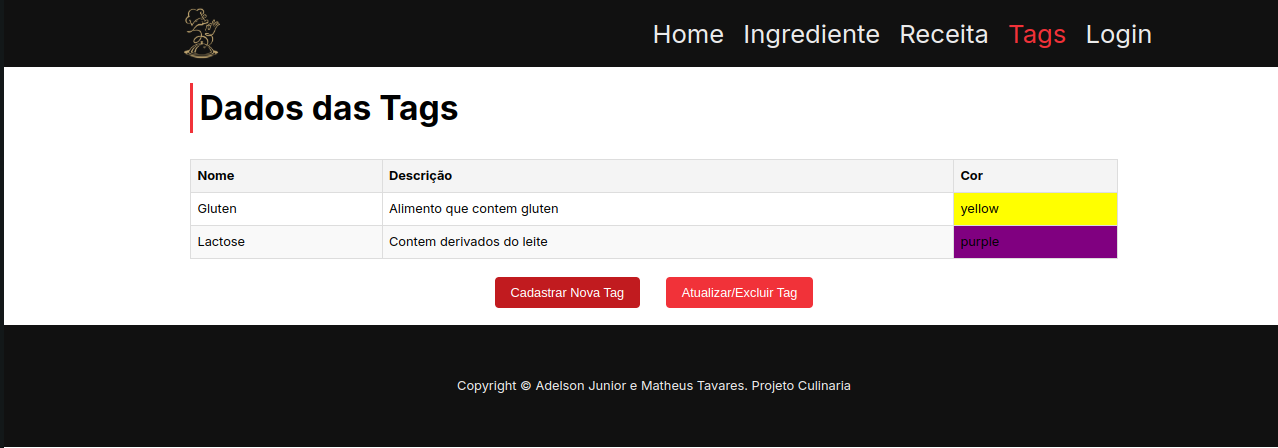 Home Ingrediente Receita Tags Login
Dados das Tags
Nome Descrição Cor
Gluten Alimento que contem gluten yellow
Lactose Contem derivados do leite purple
Cadastrar Nova Tag Atualizar/Excluir Tag
Copyright © Adelson Junior e Matheus Tavares. Projeto Culinaria